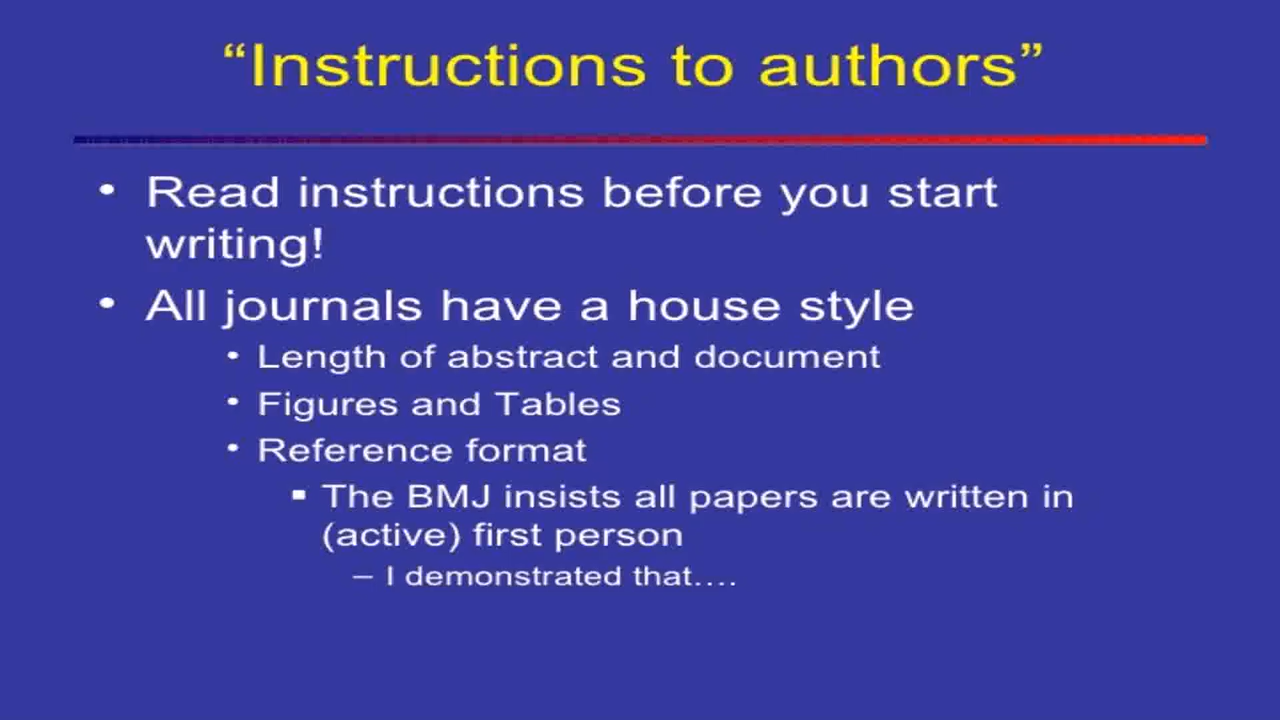 “Instructions to authors”
• Read instructions before you start
writing!
• All journals have a house style
• Length of abstract and document
• Figures and Tables
• Reference format
▪ The BMJ insists all papers are written in
(active) first person
– I demonstrated that….